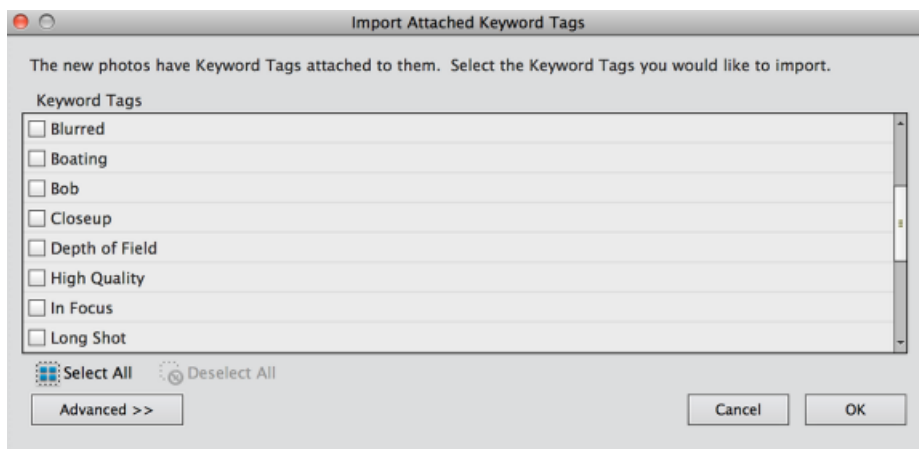 Import Attached Keyword Tags
The new photos have Keyword Tags attached to them. Select the Keyword Tags you would like to import.
Keyword Tags
Blurred
Boating
Bob
Closeup
Depth of Field
High Quality
In Focus
Long Shot
Select All Deselect All
Advanced >> Cancel OK